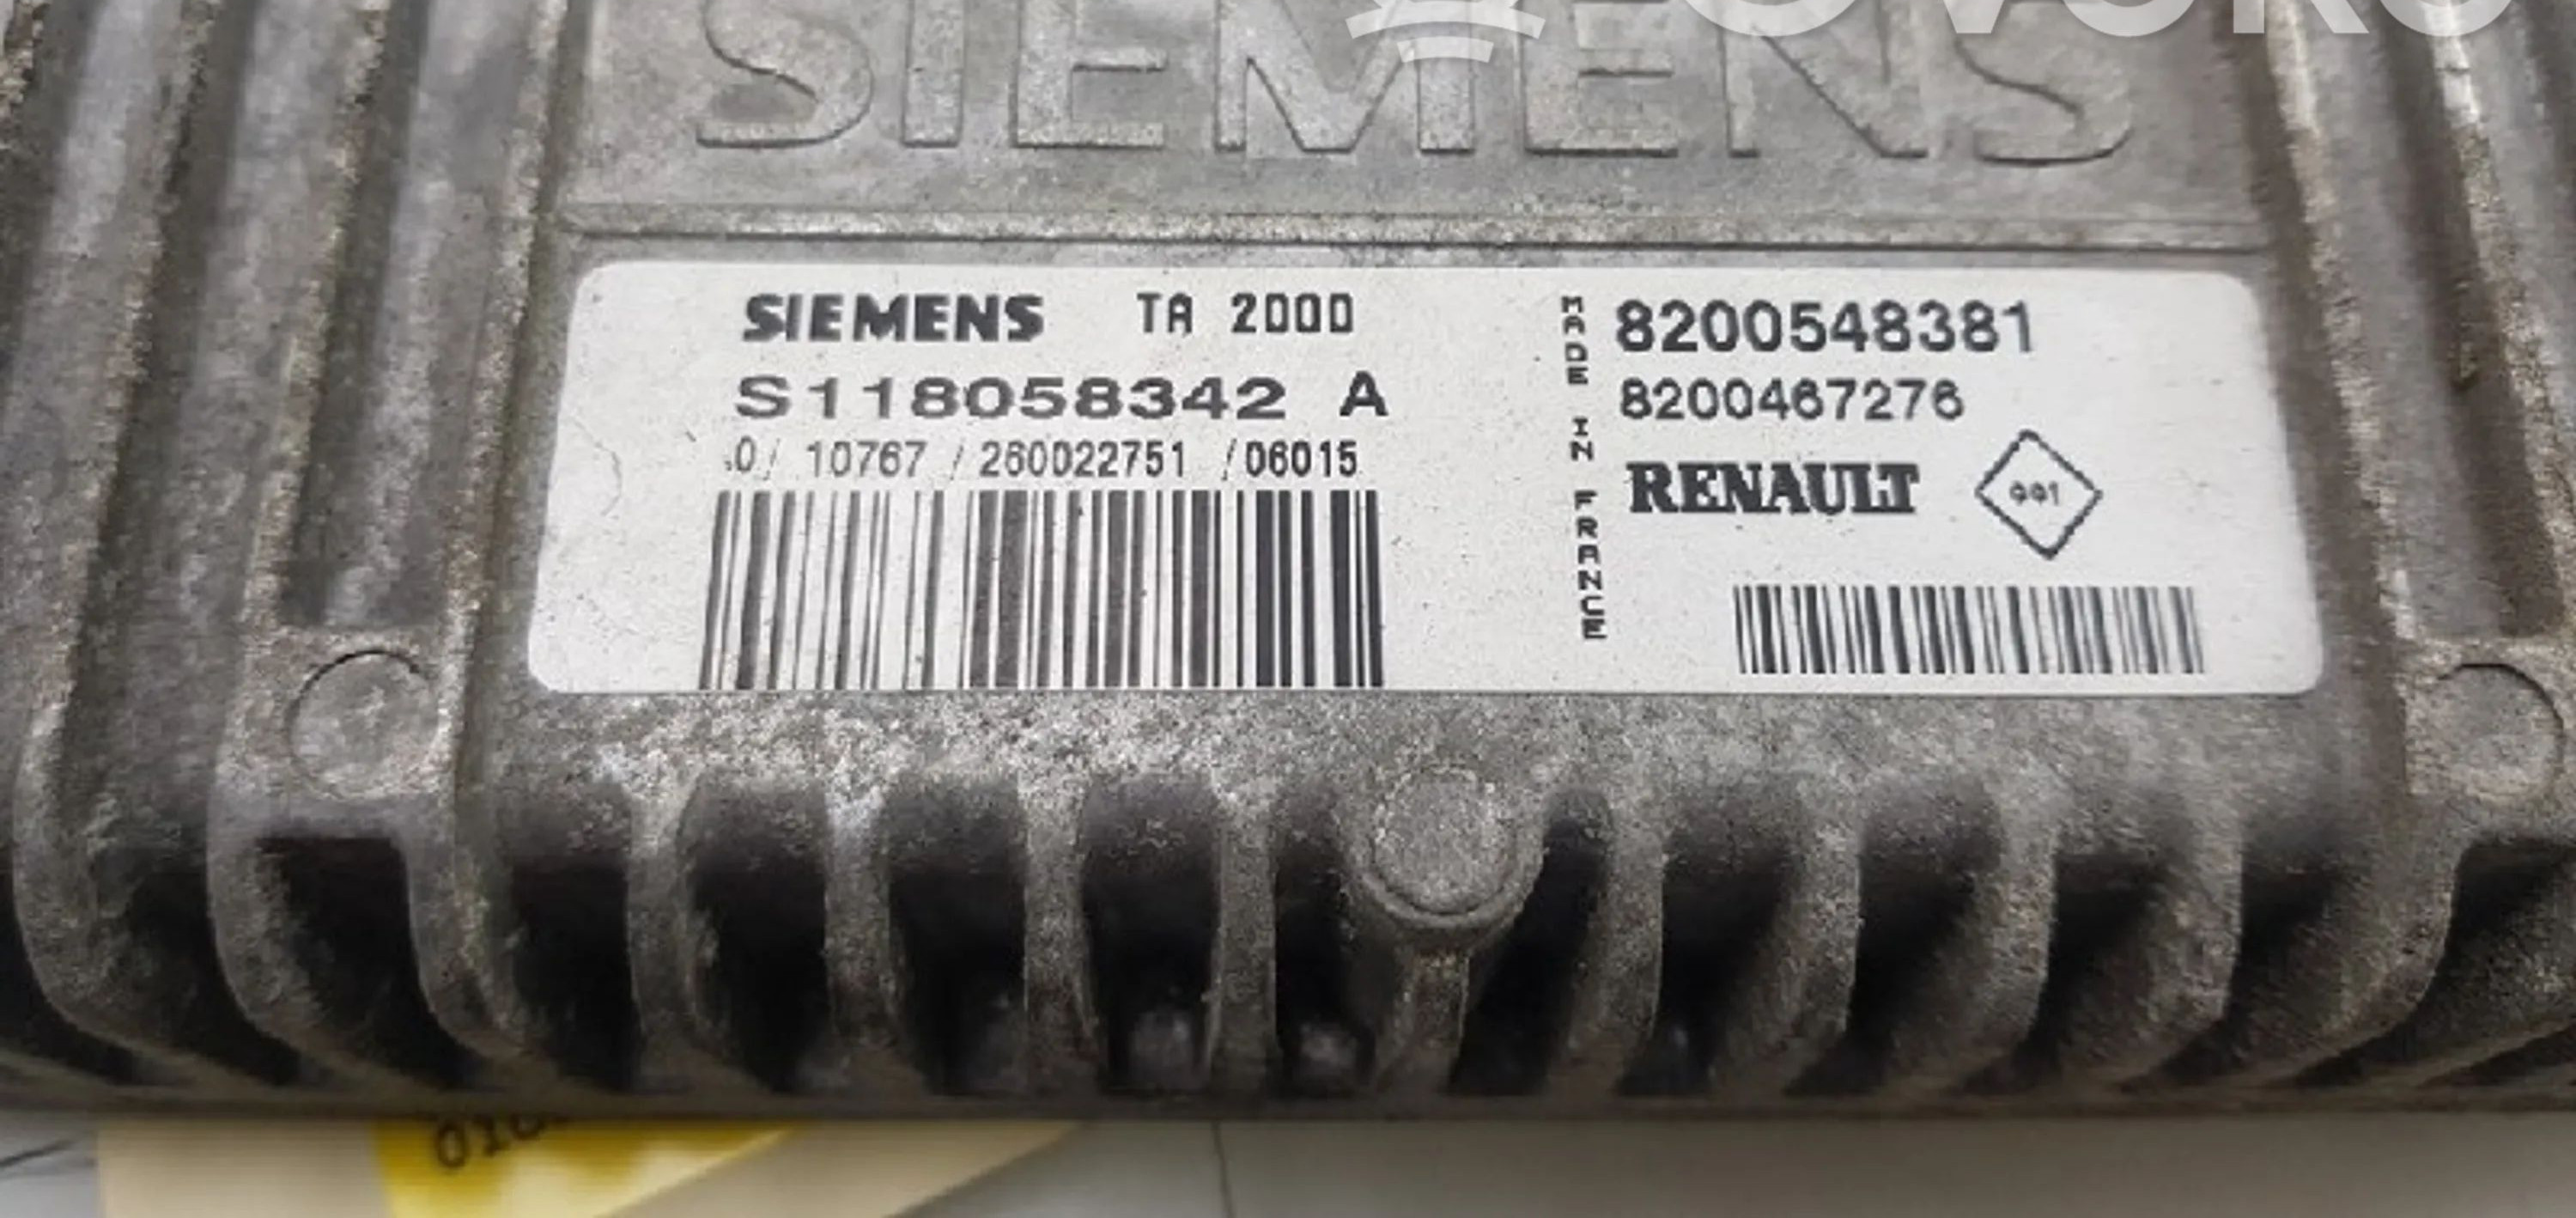 SIEMENS
SIEMENS TA 2000
S118058342 A
.0/ 10767 / 260022751 /06015
MADE IN FRANCE
8200548381
8200467276
RENAULT